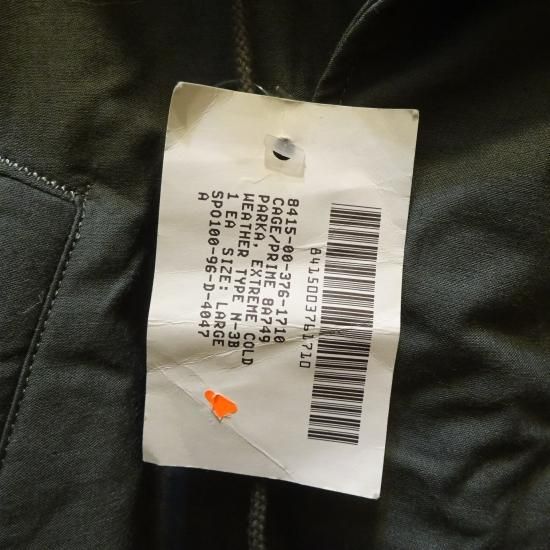 8415-00-376-1710
CAGE/PRIME 8A749
PARKA, EXTREME COLD
WEATHER TYPE N-3B
1 EA SIZE: LARGE
SPO100-96-D-4047
A
8415003761710